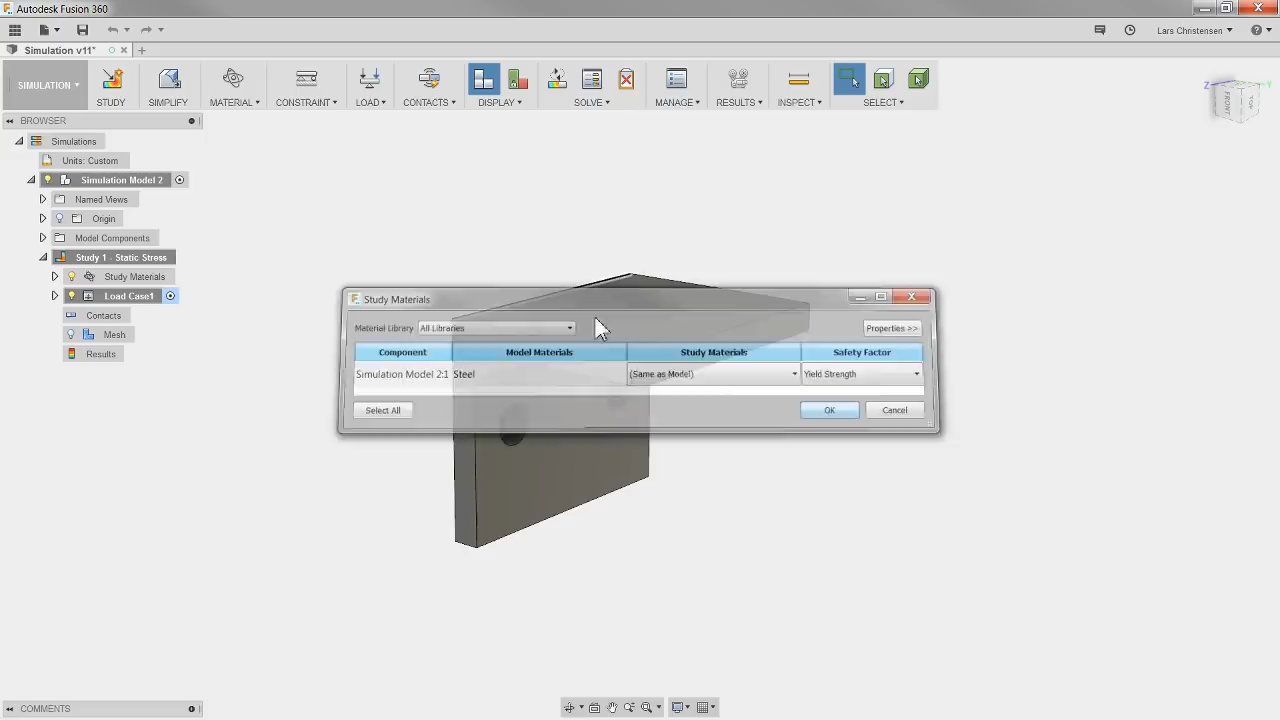 Autodesk Fusion 360
Lars Christensen
Simulation v11*
SIMULATION
STUDY
SIMPLIFY
MATERIAL
CONSTRAINT
LOAD
CONTACTS
DISPLAY
SOLVE
MANAGE
RESULTS
INSPECT
SELECT
FRONT
TOP
Z
Y
BROWSER
Simulations
Units: Custom
Simulation Model 2
Named Views
Origin
Model Components
Study 1 - Static Stress
Study Materials
Load Case1
Contacts
Mesh
Results
Study Materials
Material Library All Libraries Properties >>
Component Model Materials Study Materials Safety Factor
Simulation Model 2:1 Steel (Same as Model) Yield Strength
Select All OK Cancel
COMMENTS